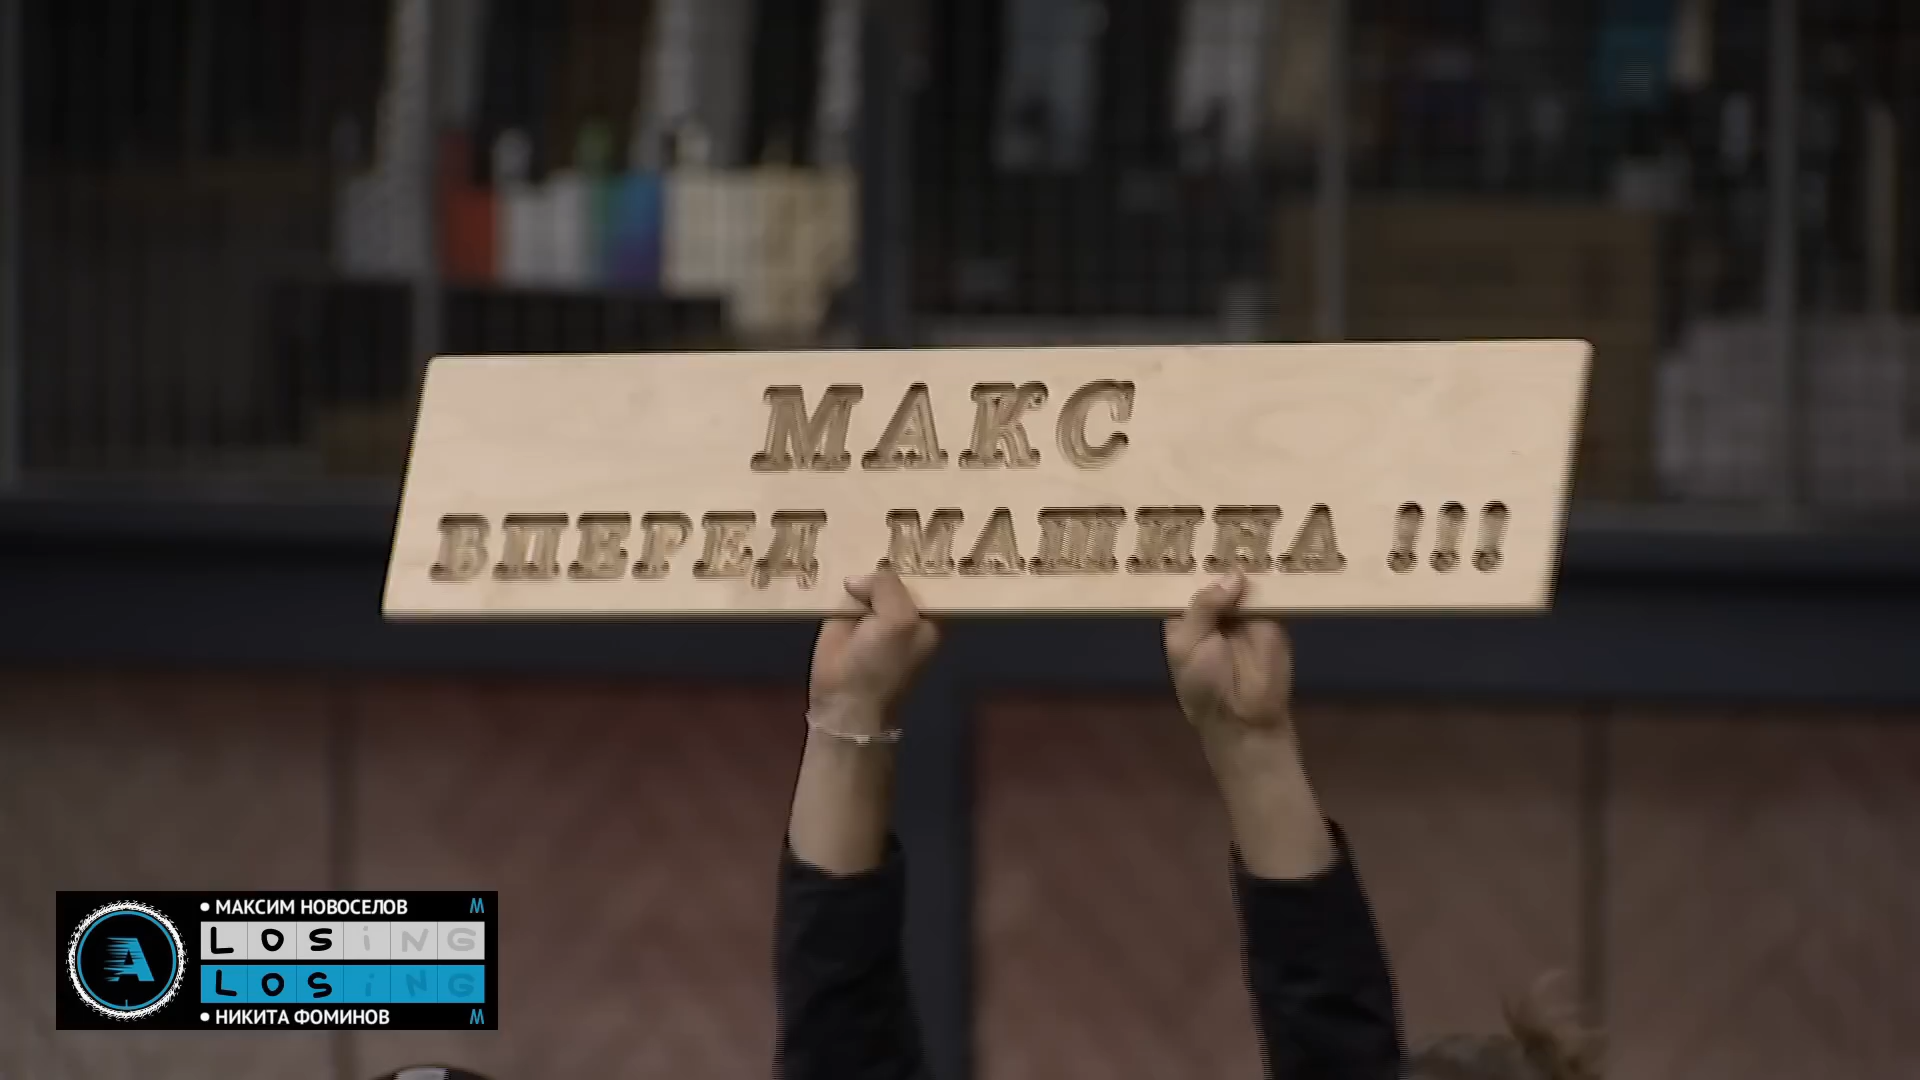 МАКС
ВПЕРЕД МАШИНА !!!
A
• МАКСИМ НОВОСЕЛОВ M
LOSiNG
LOSiNG
• НИКИТА ФОМИНОВ M